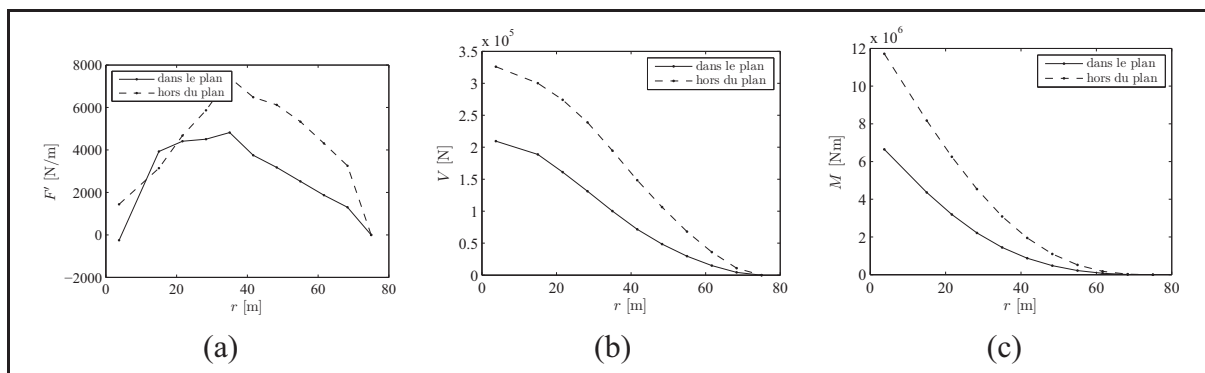 8000
6000
4000
2000
0
−2000
0 20 40 60 80
F′ [N/m]
r [m]
dans le plan
hors du plan
(a)
x 10^5
3.5
3
2.5
2
1.5
1
0.5
0
0 20 40 60 80
V [N]
r [m]
dans le plan
hors du plan
(b)
x 10^6
12
10
8
6
4
2
0
0 20 40 60 80
M [Nm]
r [m]
dans le plan
hors du plan
(c)